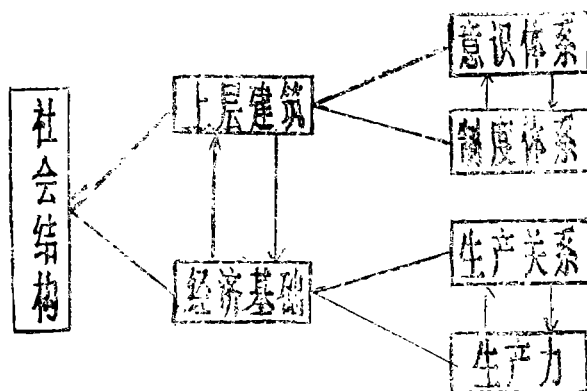 社会结构
上层建筑
经济基础
意识体系
制度体系
生产关系
生产力